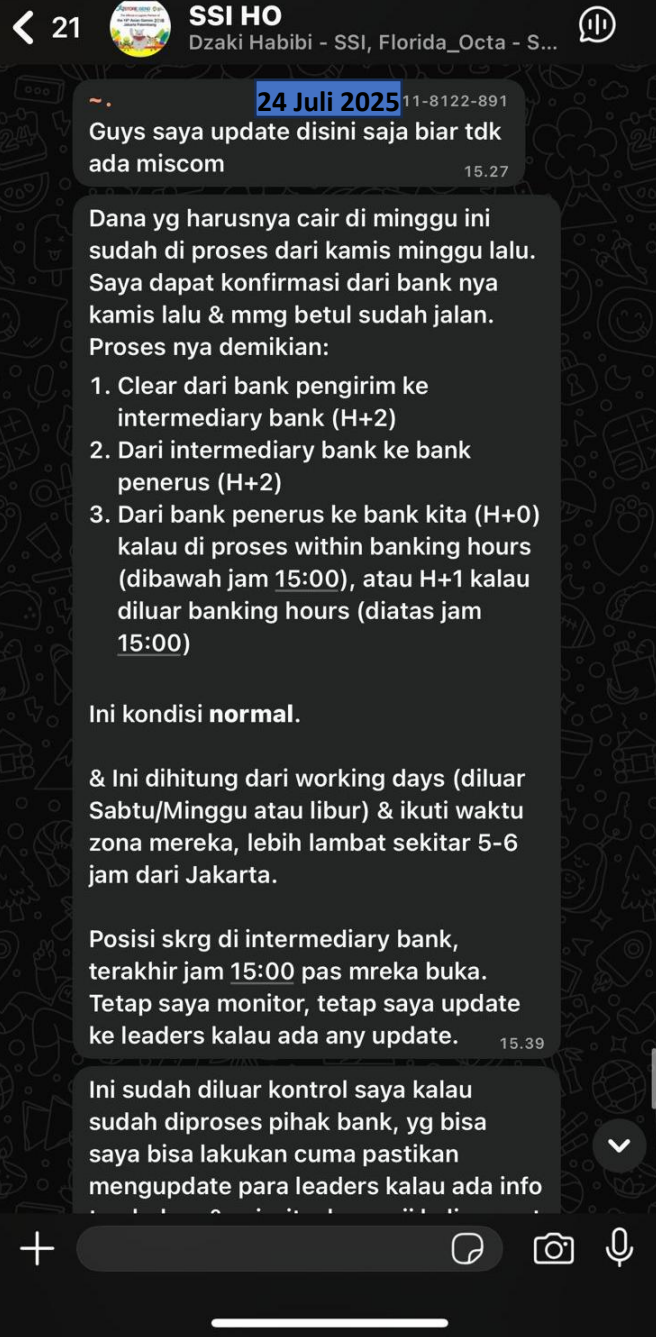 21
SSI HO
Dzaki Habibi - SSI, Florida_Octa - S...
~ .
24 Juli 2025
11-8122-891
Guys saya update disini saja biar tdk
ada miscom
15.27
Dana yg harusnya cair di minggu ini
sudah di proses dari kamis minggu lalu.
Saya dapat konfirmasi dari bank nya
kamis lalu & mmg betul sudah jalan.
Proses nya demikian:
1. Clear dari bank pengirim ke
intermediary bank (H+2)
2. Dari intermediary bank ke bank
penerus (H+2)
3. Dari bank penerus ke bank kita (H+0)
kalau di proses within banking hours
(dibawah jam 15:00), atau H+1 kalau
diluar banking hours (diatas jam
15:00)
Ini kondisi normal.
& Ini dihitung dari working days (diluar
Sabtu/Minggu atau libur) & ikuti waktu
zona mereka, lebih lambat sekitar 5-6
jam dari Jakarta.
Posisi skrg di intermediary bank,
terakhir jam 15:00 pas mreka buka.
Tetap saya monitor, tetap saya update
ke leaders kalau ada any update.
15.39
Ini sudah diluar kontrol saya kalau
sudah diproses pihak bank, yg bisa
saya bisa lakukan cuma pastikan
mengupdate para leaders kalau ada info